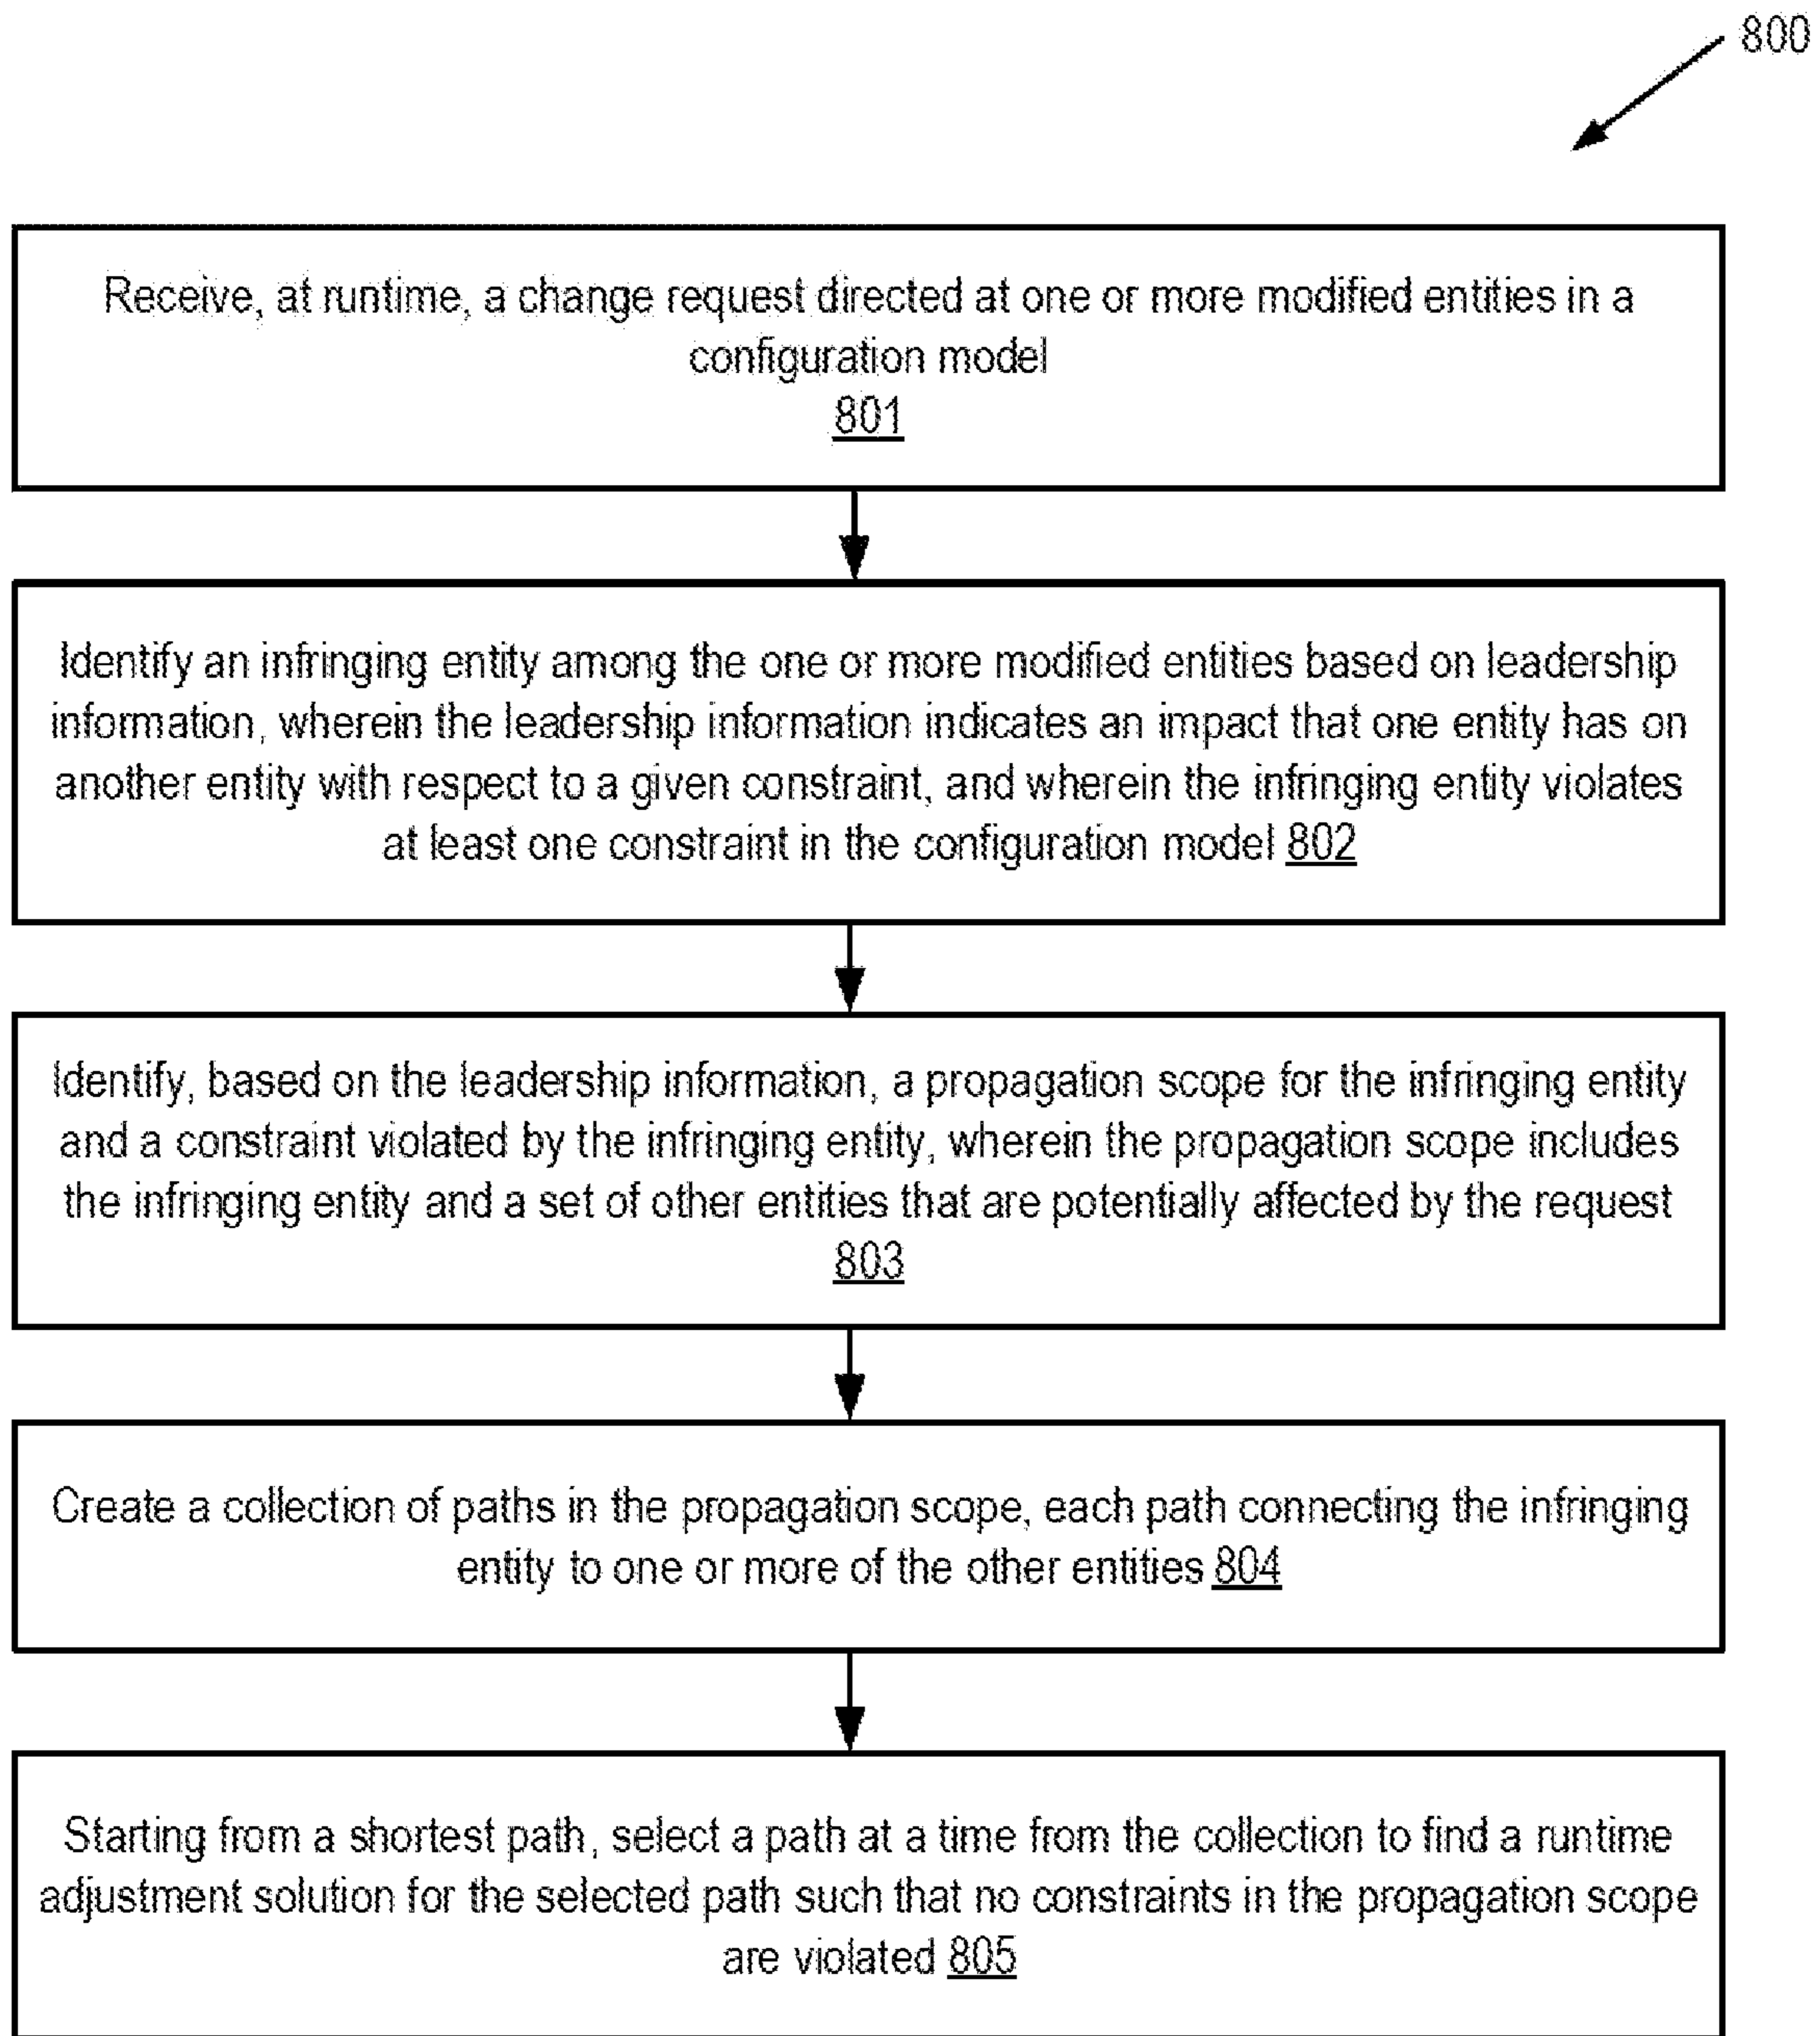 800
Receive, at runtime, a change request directed at one or more modified entities in a
configuration model
801
Identify an infringing entity among the one or more modified entities based on leadership
information, wherein the leadership information indicates an impact that one entity has on
another entity with respect to a given constraint, and wherein the infringing entity violates
at least one constraint in the configuration model 802
Identify, based on the leadership information, a propagation scope for the infringing entity
and a constraint violated by the infringing entity, wherein the propagation scope includes
the infringing entity and a set of other entities that are potentially affected by the request
803
Create a collection of paths in the propagation scope, each path connecting the infringing
entity to one or more of the other entities 804
Starting from a shortest path, select a path at a time from the collection to find a runtime
adjustment solution for the selected path such that no constraints in the propagation scope
are violated 805